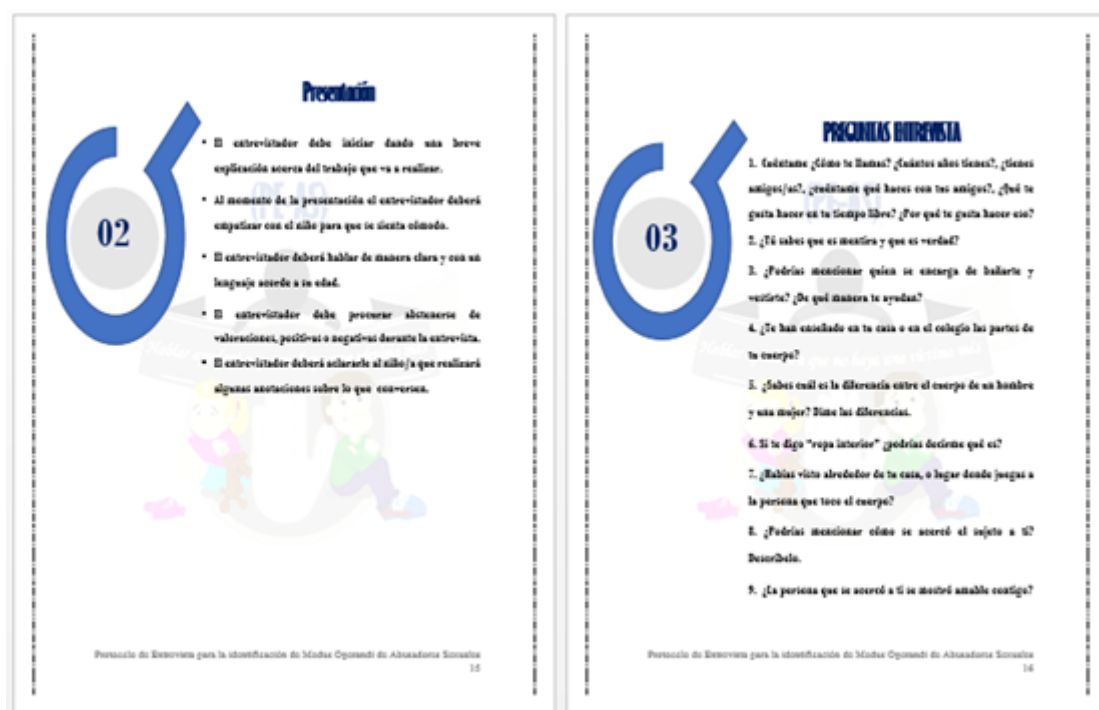 Presentación
02
• El entrevistador debe iniciar dando una breve
explicación acerca del trabajo que va a realizar.
• Al momento de la presentación el entrevistador deberá
empatizar con el niño para que se sienta cómodo.
• El entrevistador deberá hablar de manera clara y con un
lenguaje acorde a su edad.
• El entrevistador debe procurar abstenerse de
valoraciones, positivas o negativas durante la entrevista.
• El entrevistador deberá aclararle al niño/a que realizará
algunas anotaciones sobre lo que conversen.
Protocolo de Entrevista para la identificación de Modus Operandi de Abusadores Sexuales
15
PREGUNTAS ENTREVISTA
03
1. Cuéntame ¿Cómo te llamas? ¿Cuántos años tienes?, ¿tienes
amigos/as?, ¿cuéntame qué haces con tus amigos?, ¿Qué te
gusta hacer en tu tiempo libre? ¿Por qué te gusta hacer eso?
2. ¿Tú sabes que es mentira y que es verdad?
3. ¿Podrías mencionar quien se encarga de bañarte y
vestirte? ¿De qué manera te ayudan?
4. ¿Te han enseñado en tu casa o en el colegio las partes de
tu cuerpo?
5. ¿Sabes cuál es la diferencia entre el cuerpo de un hombre
y una mujer? Dime las diferencias.
6. Si te digo "ropa interior" ¿podrías decirme qué es?
7. ¿Habías visto alrededor de tu casa, o lugar donde juegas a
la persona que toco el cuerpo?
8. ¿Podrías mencionar cómo se acercó el sujeto a ti?
Descríbelo.
9. ¿La persona que se acercó a ti se mostró amable contigo?
Protocolo de Entrevista para la identificación de Modus Operandi de Abusadores Sexuales
16